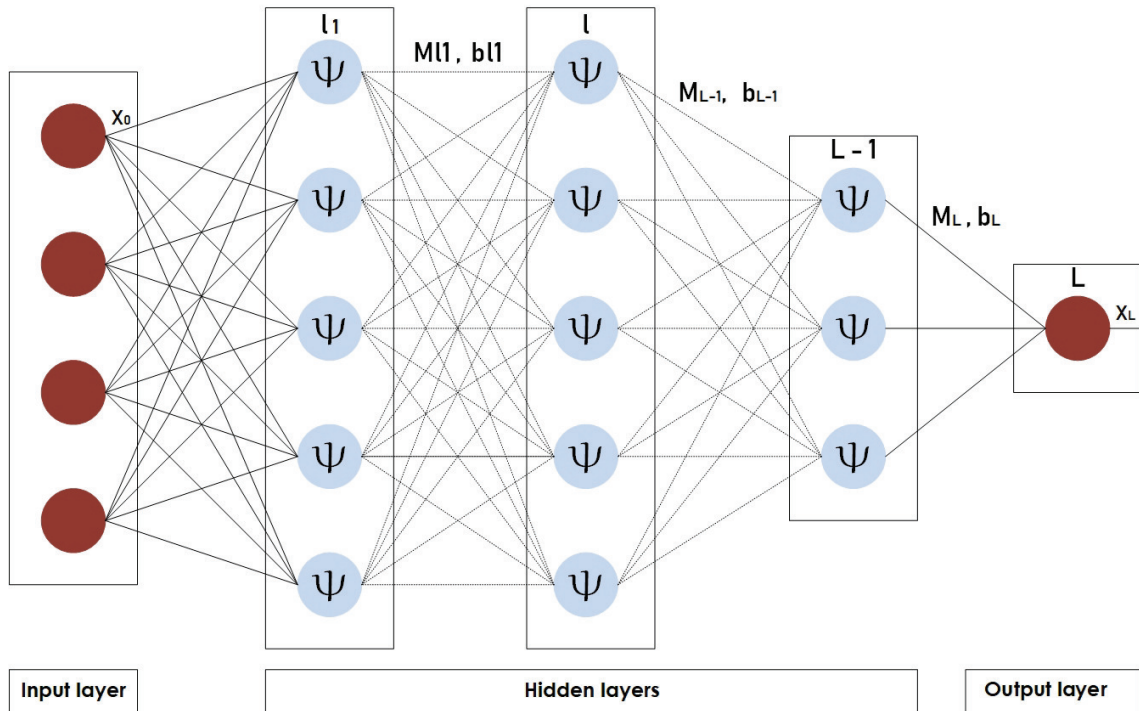 l1
Ml1, bl1
l
ML-1, bL-1
X0
L-1
ML, bL
L
XL
Ψ
Ψ
Ψ
Ψ
Ψ
Ψ
Ψ
Ψ
Ψ
Ψ
Ψ
Ψ
Ψ
Input layer
Hidden layers
Output layer